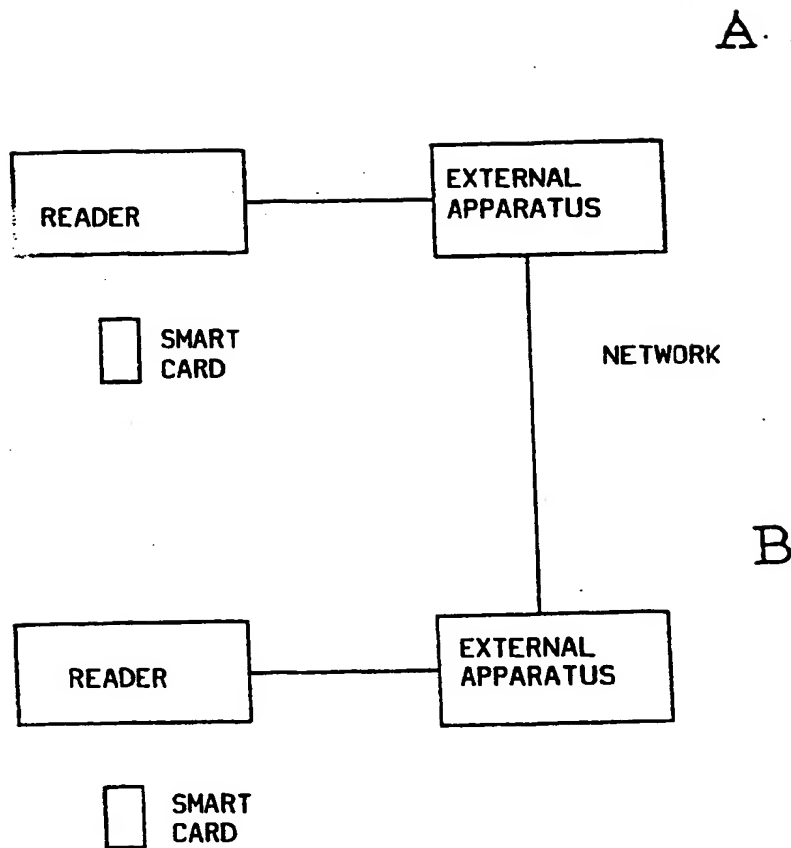 A
READER
EXTERNAL
APPARATUS
SMART
CARD
NETWORK
B
READER
EXTERNAL
APPARATUS
SMART
CARD